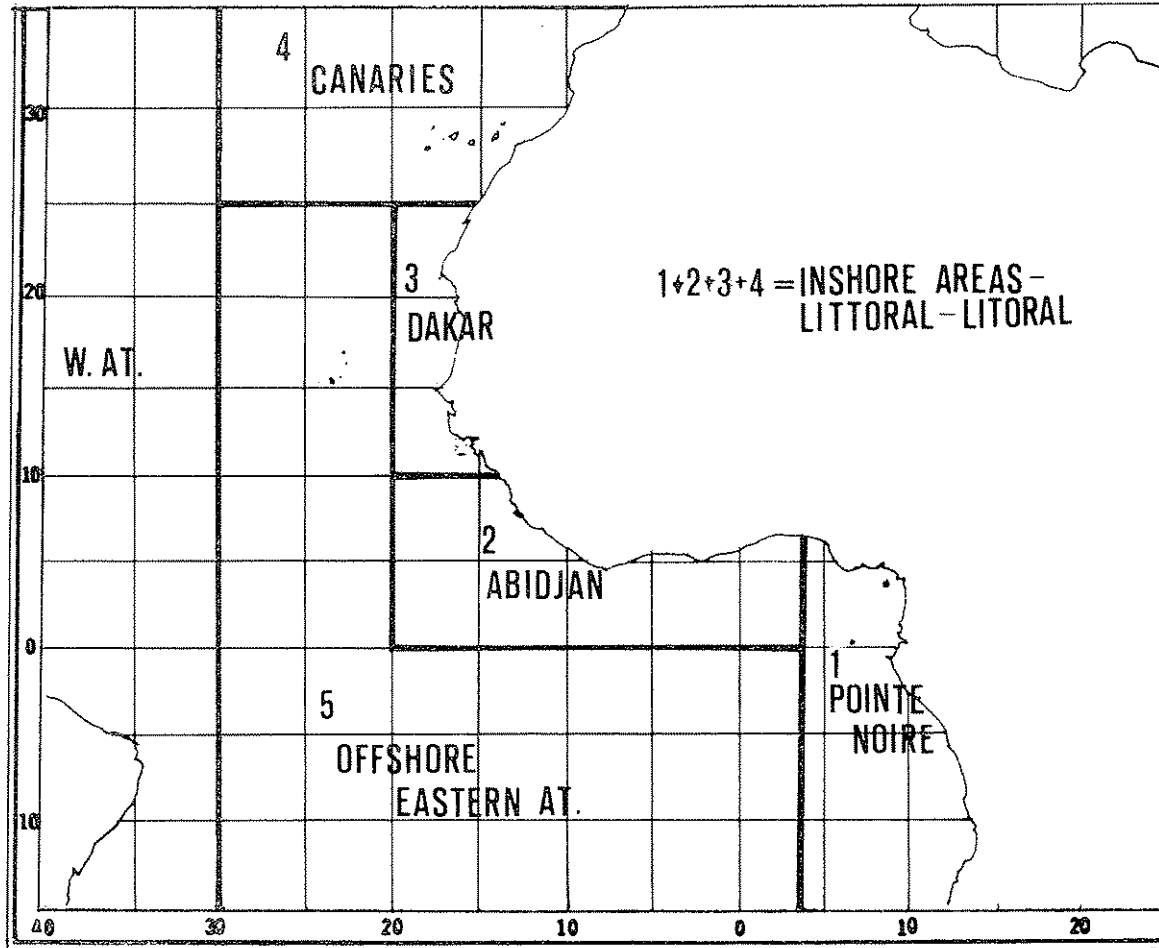 4
CANARIES
30
3
DAKAR
20
1+2+3+4 = INSHORE AREAS-
LITTORAL-LITORAL
W. AT.
10
2
ABIDJAN
0
1
POINTE
NOIRE
5
OFFSHORE
EASTERN AT.
10
40 30 20 10 0 10 20